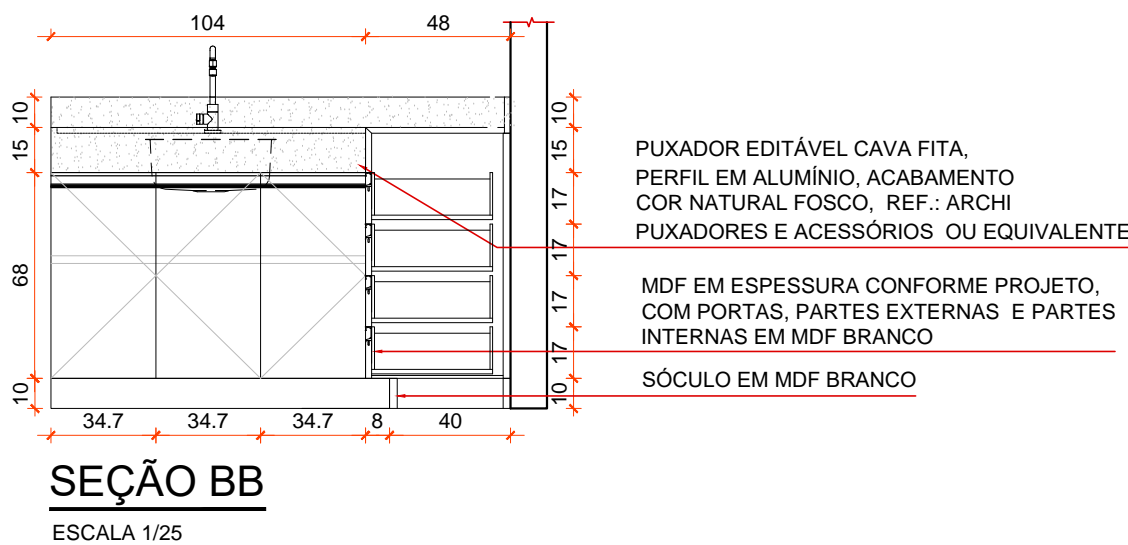 104
48
10
15
68
10
10
15
17
17
17
17
10
PUXADOR EDITÁVEL CAVA FITA,
PERFIL EM ALUMÍNIO, ACABAMENTO
COR NATURAL FOSCO, REF.: ARCHI
PUXADORES E ACESSÓRIOS OU EQUIVALENTE
MDF EM ESPESSURA CONFORME PROJETO,
COM PORTAS, PARTES EXTERNAS E PARTES
INTERNAS EM MDF BRANCO
SÓCULO EM MDF BRANCO
34.7
34.7
34.7
8
40
SEÇÃO BB
ESCALA 1/25